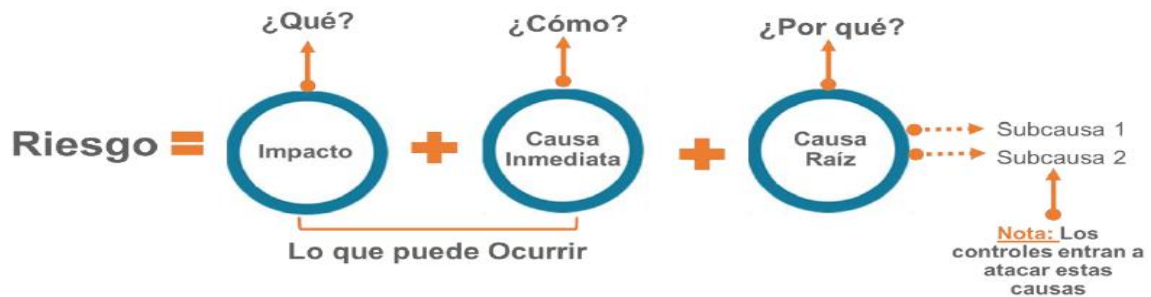 ¿Qué?
¿Cómo?
¿Por qué?
Riesgo =
Impacto
+
Causa
Inmediata
+
Causa
Raíz
Subcausa 1
Subcausa 2
Lo que puede Ocurrir
Nota: Los
controles entran a
atacar estas
causas